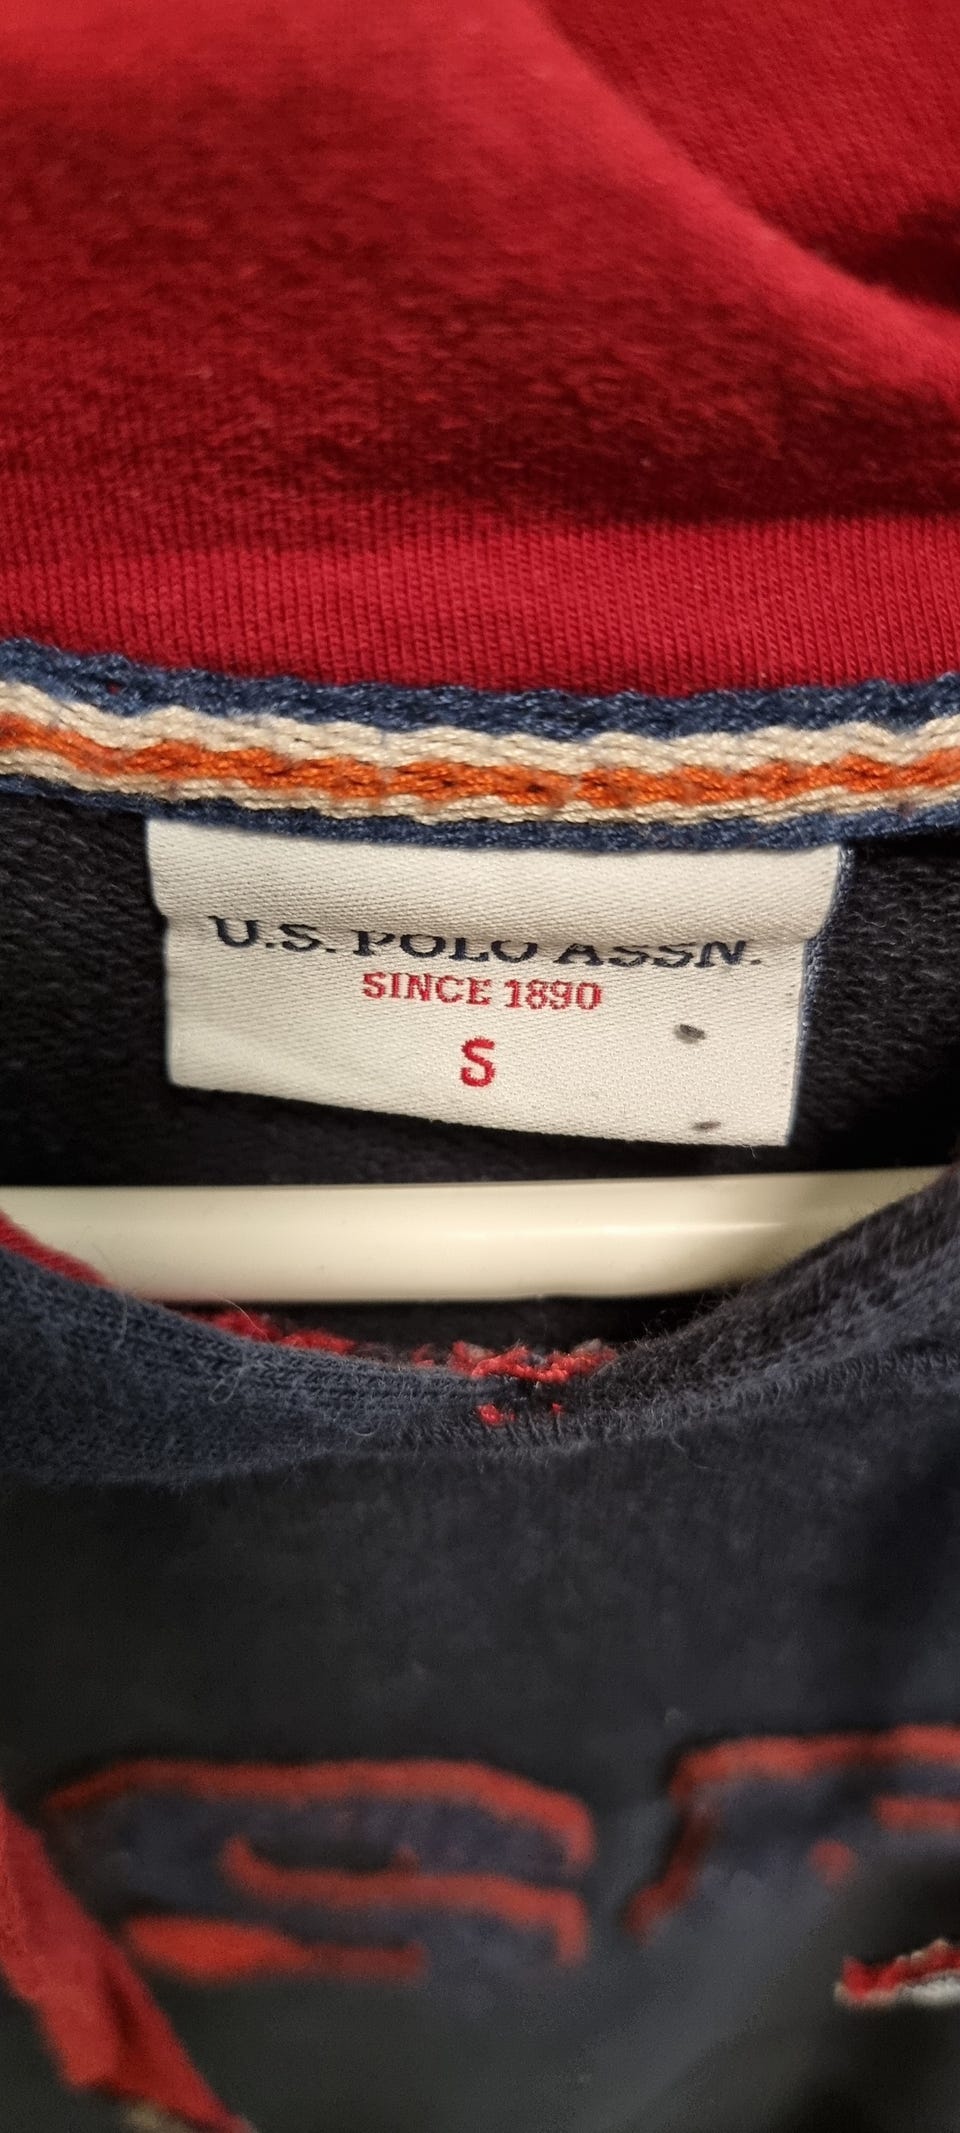 U.S. POLO ASSN.
SINCE 1890
S